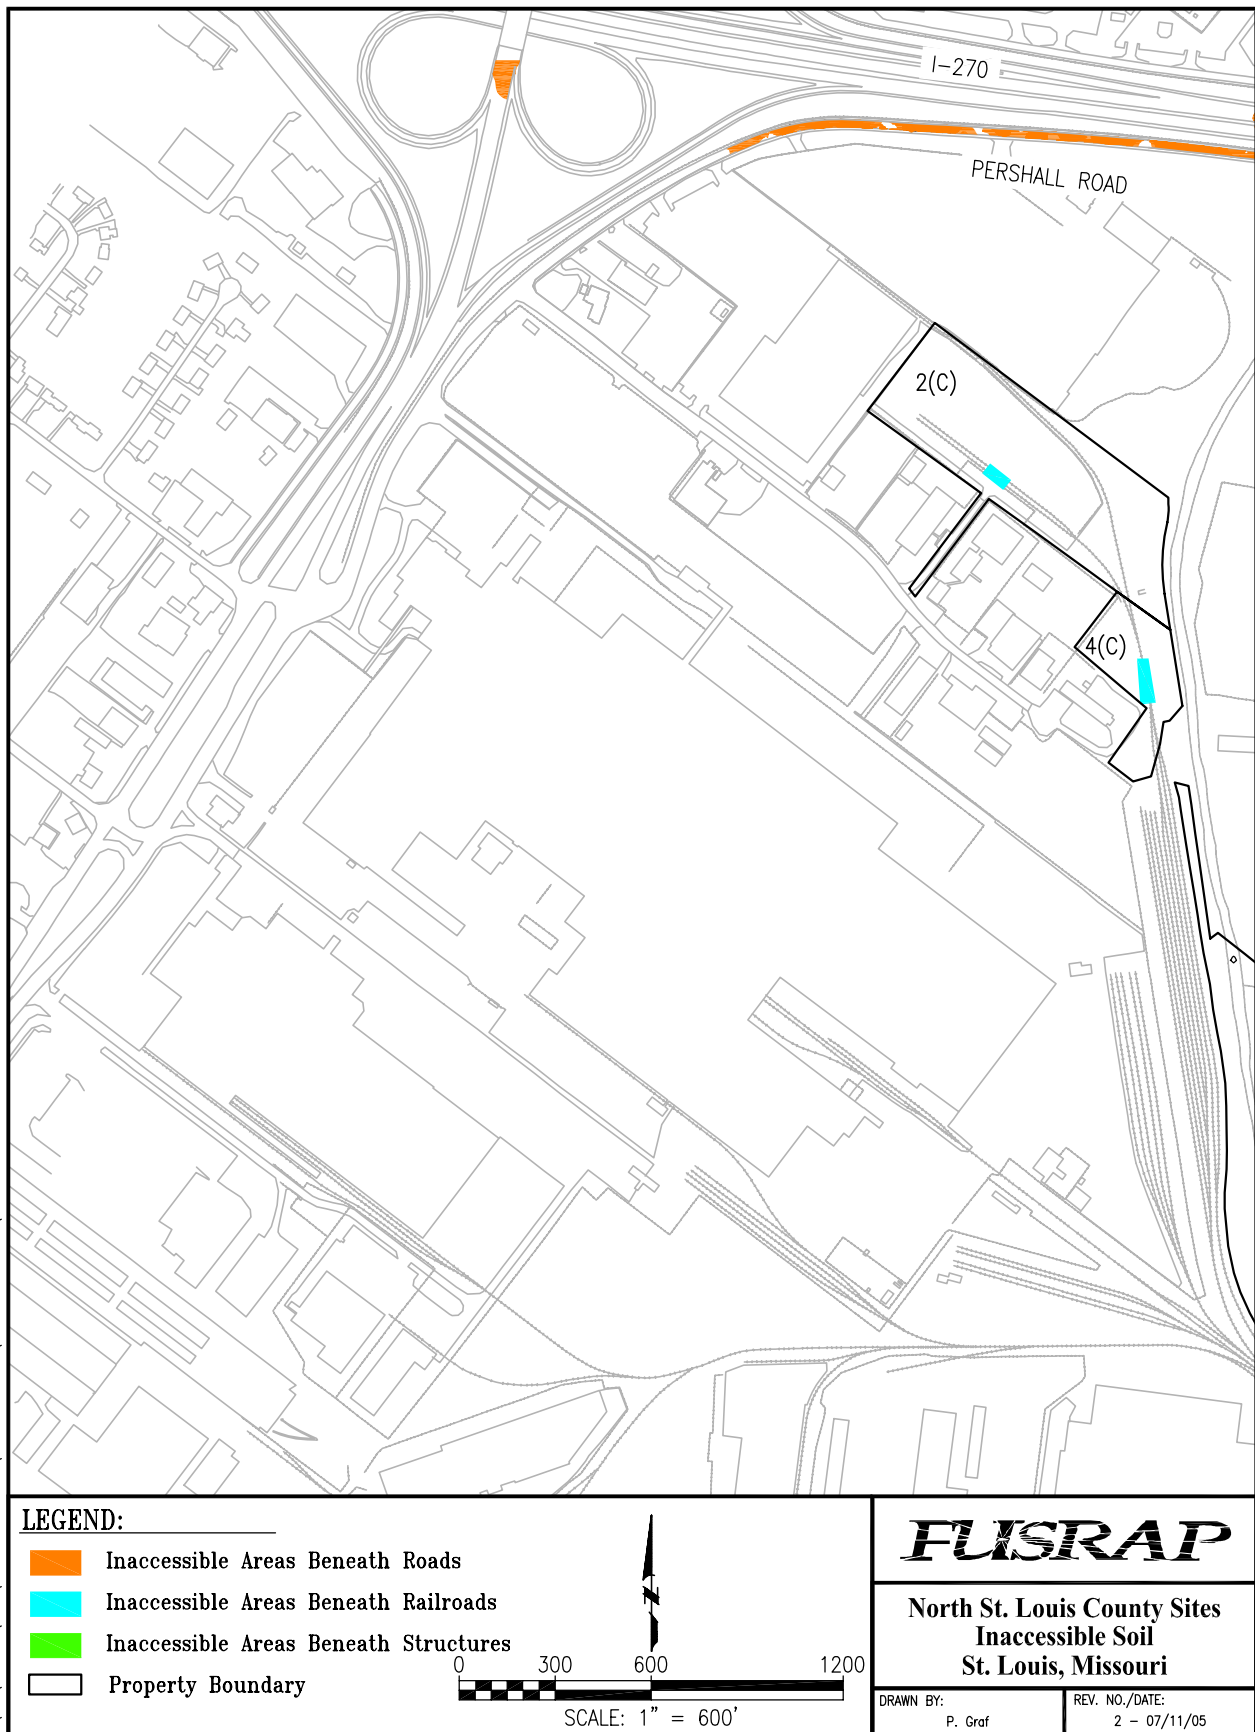 I-270
PERSHALL ROAD
2(C)
4(C)
LEGEND:
Inaccessible Areas Beneath Roads
Inaccessible Areas Beneath Railroads
Inaccessible Areas Beneath Structures
Property Boundary
0 300 600 1200
SCALE: 1" = 600'
FUSRAP
North St. Louis County Sites
Inaccessible Soil
St. Louis, Missouri
DRAWN BY:
P. Graf
REV. NO./DATE:
2 - 07/11/05